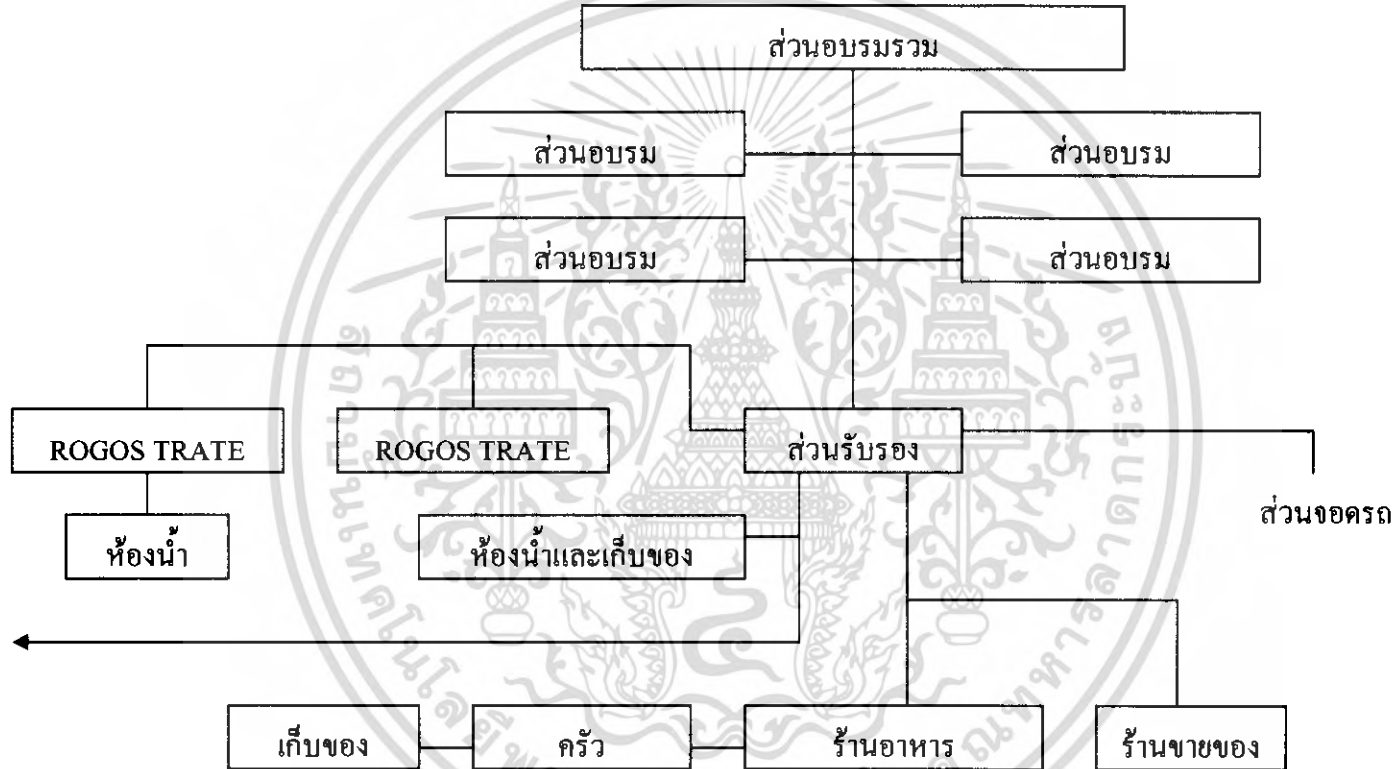 ส่วนอบรมรวม
ส่วนอบรม
ส่วนอบรม
ส่วนอบรม
ส่วนอบรม
ROGOS TRATE
ROGOS TRATE
ส่วนรับรอง
ส่วนจอดรถ
ห้องน้ำ
ห้องน้ำและเก็บของ
เก็บของ
ครัว
ร้านอาหาร
ร้านขายของ